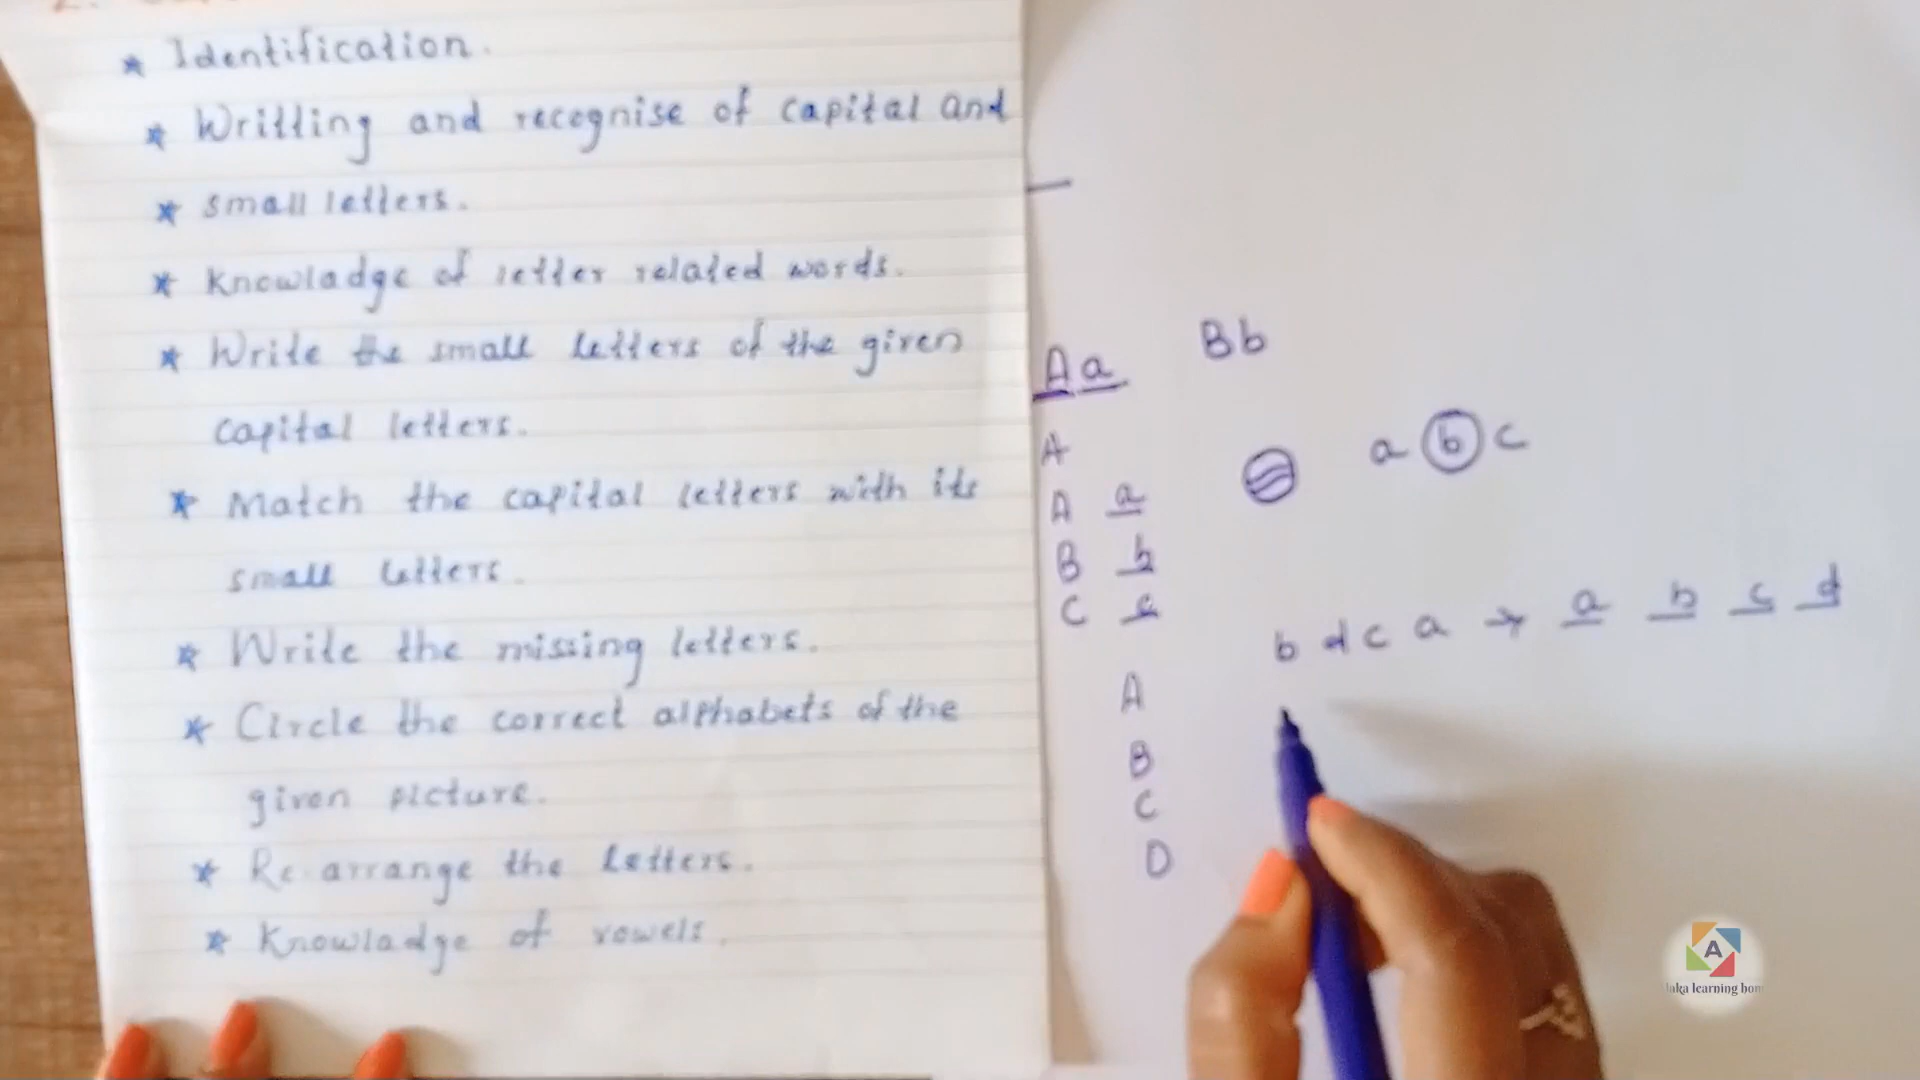 * Identification.
* Writting and recognise of capital and
* small letters.
* Knowladge of letter related words.
* Write the small letters of the given
capital letters.
* Match the capital letters with its
small letters.
* Write the missing letters.
* Circle the correct alphabets of the
given picture.
* Re arrange the letters.
* Knowladge of vowels.
Aa Bb
A
a b c
A a
B b
C c
b d c a → a b c d
A
B
C
D
A
learning hom